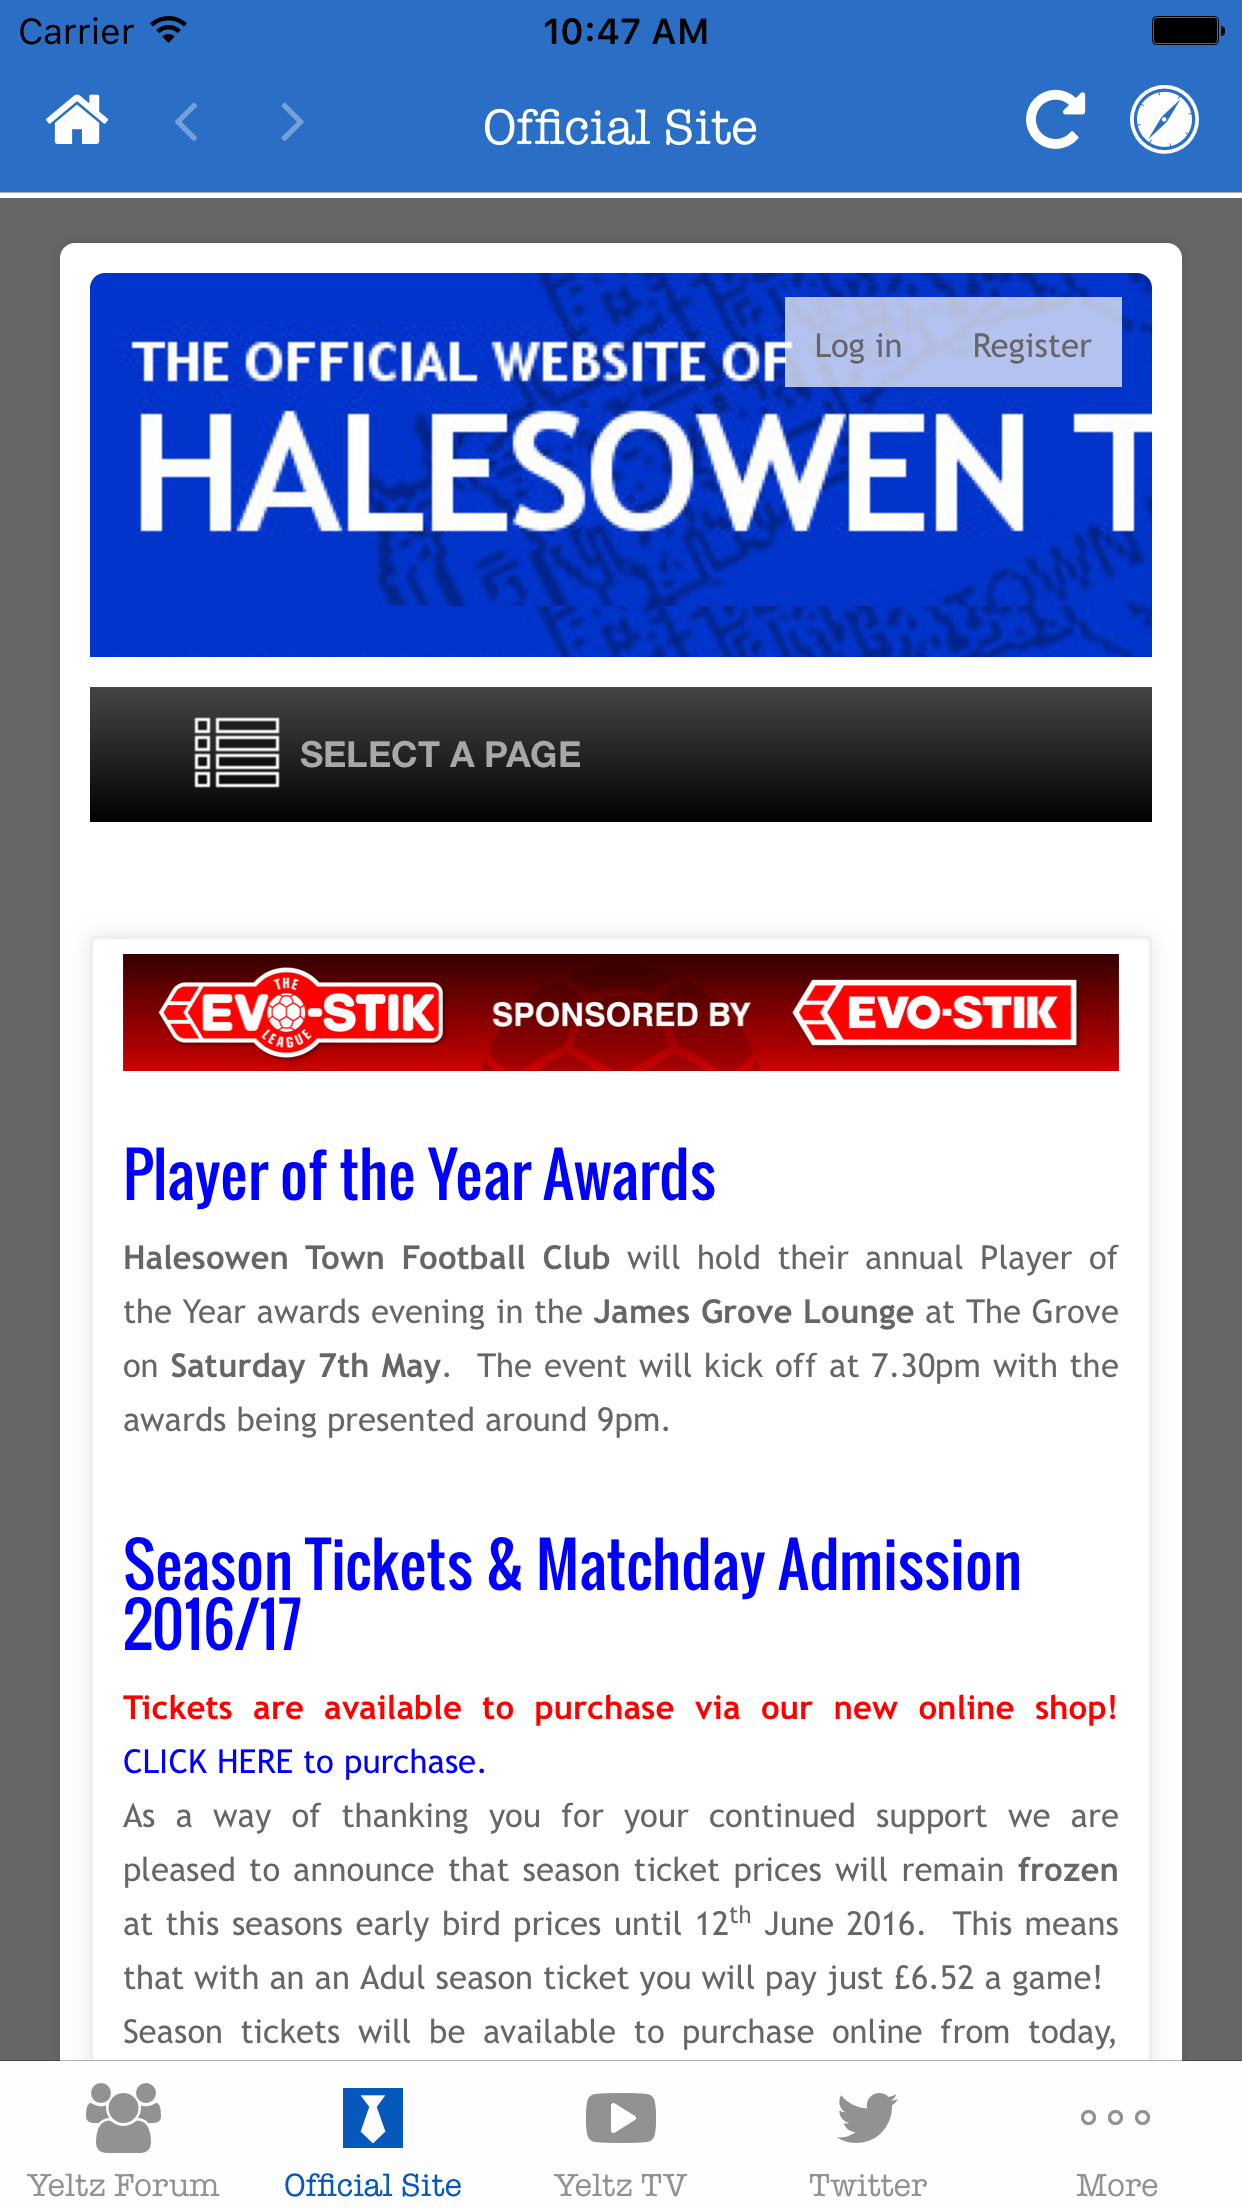 Carrier 10:47 AM
Official Site
Log in Register
THE OFFICIAL WEBSITE OF
HALESOWEN T
SELECT A PAGE
THE EVO-STIK LEAGUE SPONSORED BY EVO-STIK
Player of the Year Awards
Halesowen Town Football Club will hold their annual Player of
the Year awards evening in the James Grove Lounge at The Grove
on Saturday 7th May. The event will kick off at 7.30pm with the
awards being presented around 9pm.
Season Tickets & Matchday Admission
2016/17
Tickets are available to purchase via our new online shop!
CLICK HERE to purchase.
As a way of thanking you for your continued support we are
pleased to announce that season ticket prices will remain frozen
at this seasons early bird prices until 12th June 2016. This means
that with an an Adul season ticket you will pay just £6.52 a game!
Season tickets will be available to purchase online from today,
Yeltz Forum Official Site Yeltz TV Twitter More